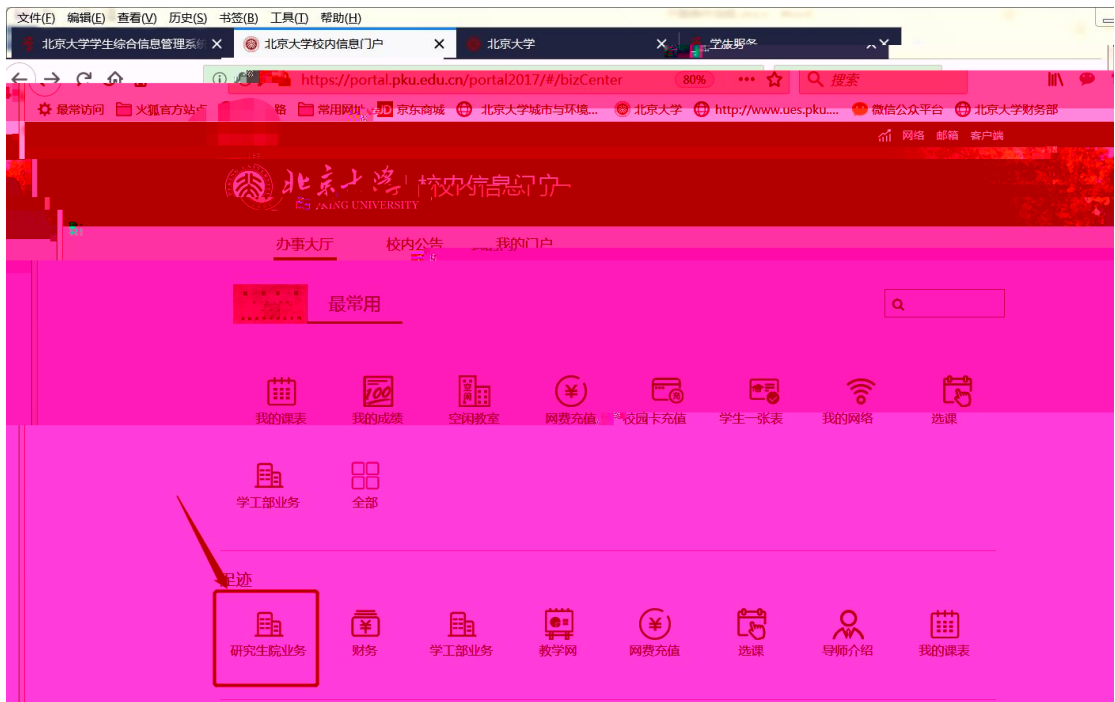 文件(F) 编辑(E) 查看(V) 历史(S) 书签(B) 工具(T) 帮助(H)
北京大学学生综合信息管理系统 北京大学校内信息门户 北京大学
https://portal.pku.edu.cn/portal2017/#/bizCenter 80% 搜索
最常访问 火狐官方站点 常用网址 JD 京东商城 北京大学城市与环境... 北京大学 http://www.ues.pku.... 微信公众平台 北京大学财务部
网络 邮箱 客户端
北京大学 校内信息门户
UNIVERSITY
办事大厅 校内公告 我的门户
最常用
我的课表 我的成绩 空闲教室 网费充值 校园卡充值 学生一张表 我的网络 选课
学工部业务 全部
足迹
研究生院业务 财务 学工部业务 教学网 网费充值 选课 导师介绍 我的课表